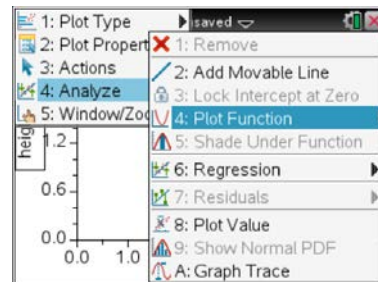 1: Plot Type
2: Plot Propert
3: Actions
4: Analyze
5: Window/Zoo
saved
1: Remove
2: Add Movable Line
3: Lock Intercept at Zero
4: Plot Function
5: Shade Under Function
6: Regression
7: Residuals
8: Plot Value
9: Show Normal PDF
A: Graph Trace
heig
1.2
0.6
0.0
0.0 1.0